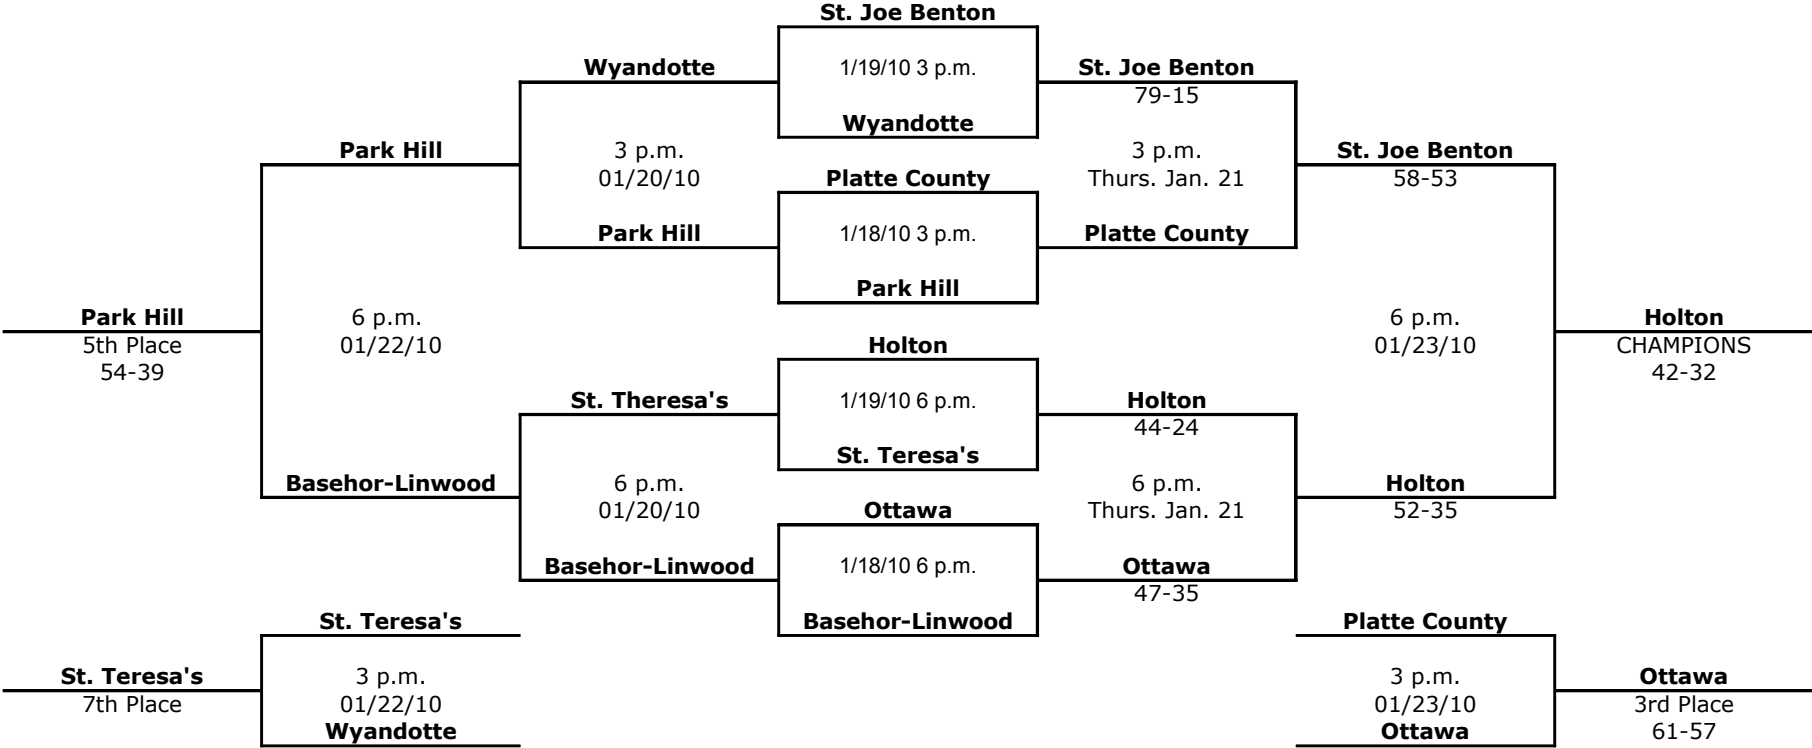 St. Joe Benton
Wyandotte
1/19/10 3 p.m.
St. Joe Benton
79-15
Wyandotte
Park Hill
3 p.m.
3 p.m.
St. Joe Benton
01/20/10
Platte County
Thurs. Jan. 21
58-53
Park Hill
1/18/10 3 p.m.
Platte County
Park Hill
Park Hill
6 p.m.
6 p.m.
Holton
5th Place
01/22/10
Holton
01/23/10
CHAMPIONS
54-39
42-32
St. Theresa's
1/19/10 6 p.m.
Holton
44-24
St. Teresa's
Basehor-Linwood
6 p.m.
6 p.m.
Holton
01/20/10
Ottawa
Thurs. Jan. 21
52-35
Basehor-Linwood
1/18/10 6 p.m.
Ottawa
47-35
St. Teresa's
Basehor-Linwood
Platte County
St. Teresa's
3 p.m.
3 p.m.
Ottawa
7th Place
01/22/10
01/23/10
3rd Place
Wyandotte
Ottawa
61-57